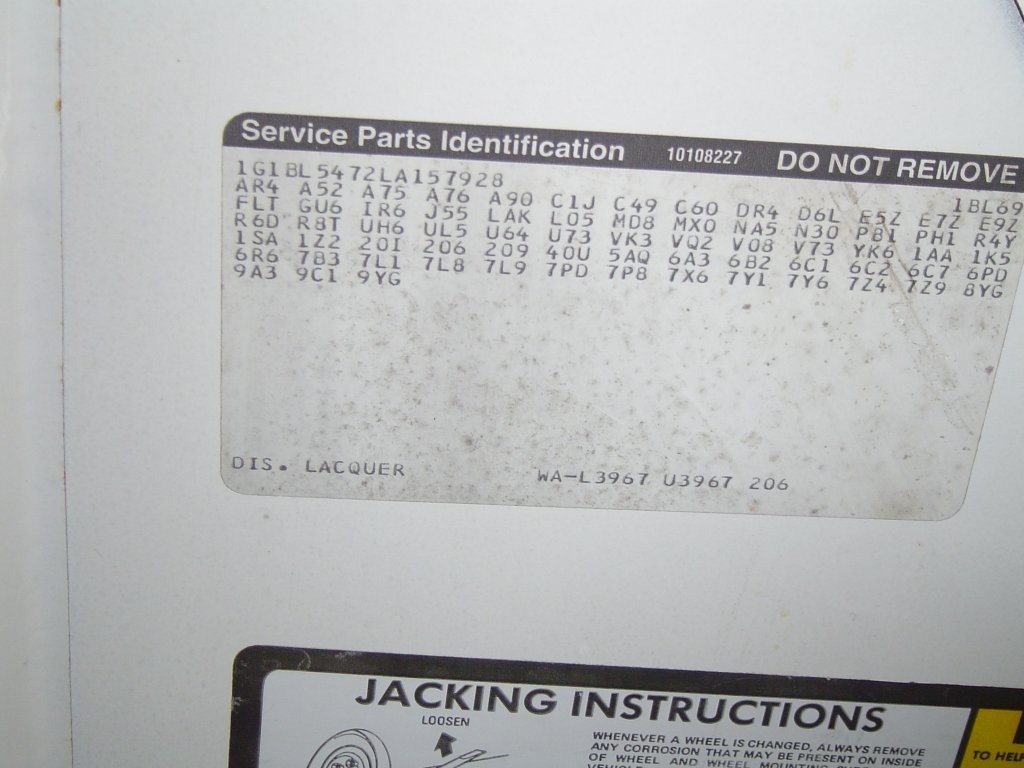 Service Parts Identification 10108227 DO NOT REMOVE
1G1BL5472LA157928 1BL69
AR4 A52 A75 A76 A90 C1J C49 C60 DR4 D6L E5Z E7Z E9Z
FLT GU6 IR6 J55 LAK L05 MD8 MX0 NA5 N30 PB1 PH1 R4Y
R6D R8T UH6 UL5 U64 U73 VK3 VQ2 V08 V73 YK6 1AA 1K5
1SA 1Z2 20I 206 209 40U 5AQ 6A3 6B2 6C1 6C2 6C7 6PD
6R6 7B3 7L1 7L8 7L9 7PD 7P8 7X6 7Y1 7Y6 7Z4 7Z9 8YG
9A3 9C1 9YG
DIS. LACQUER WA-L3967 U3967 206
JACKING INSTRUCTIONS
LOOSEN
WHENEVER A WHEEL IS CHANGED, ALWAYS REMOVE
ANY CORROSION THAT MAY BE PRESENT ON INSIDE
OF WHEEL AND WHEEL MOUNTING
TO HELP